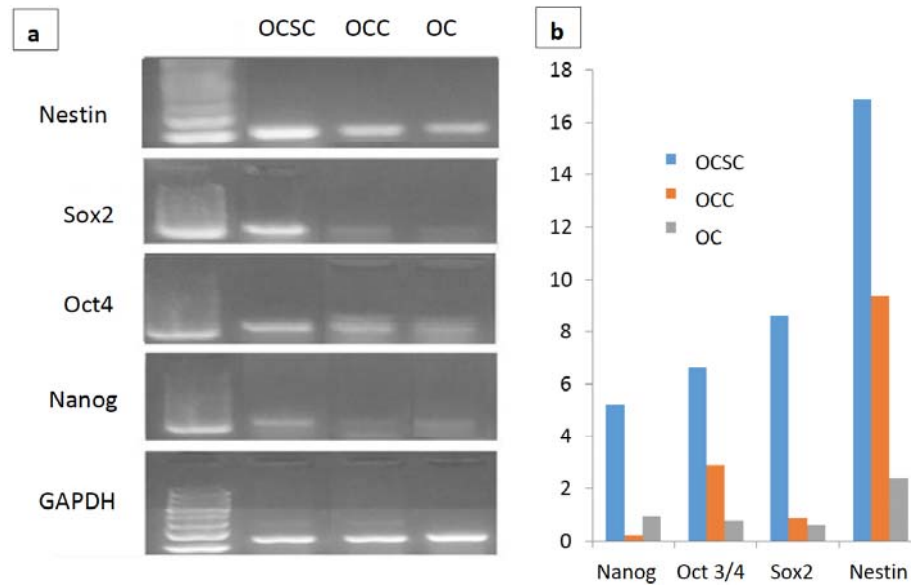 a
OCSC OCC OC
Nestin
Sox2
Oct4
Nanog
GAPDH
b
18
16
14
12
10
8
6
4
2
0
OCSC
OCC
OC
Nanog Oct 3/4 Sox2 Nestin